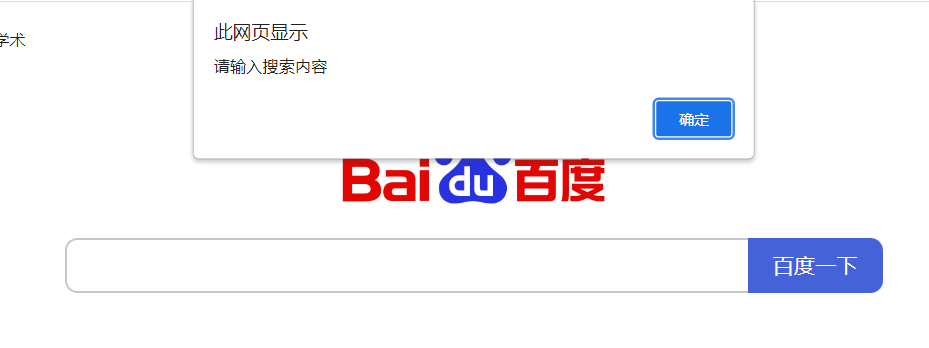 学术
此网页显示
请输入搜索内容
确定
Bai du 百度
百度一下